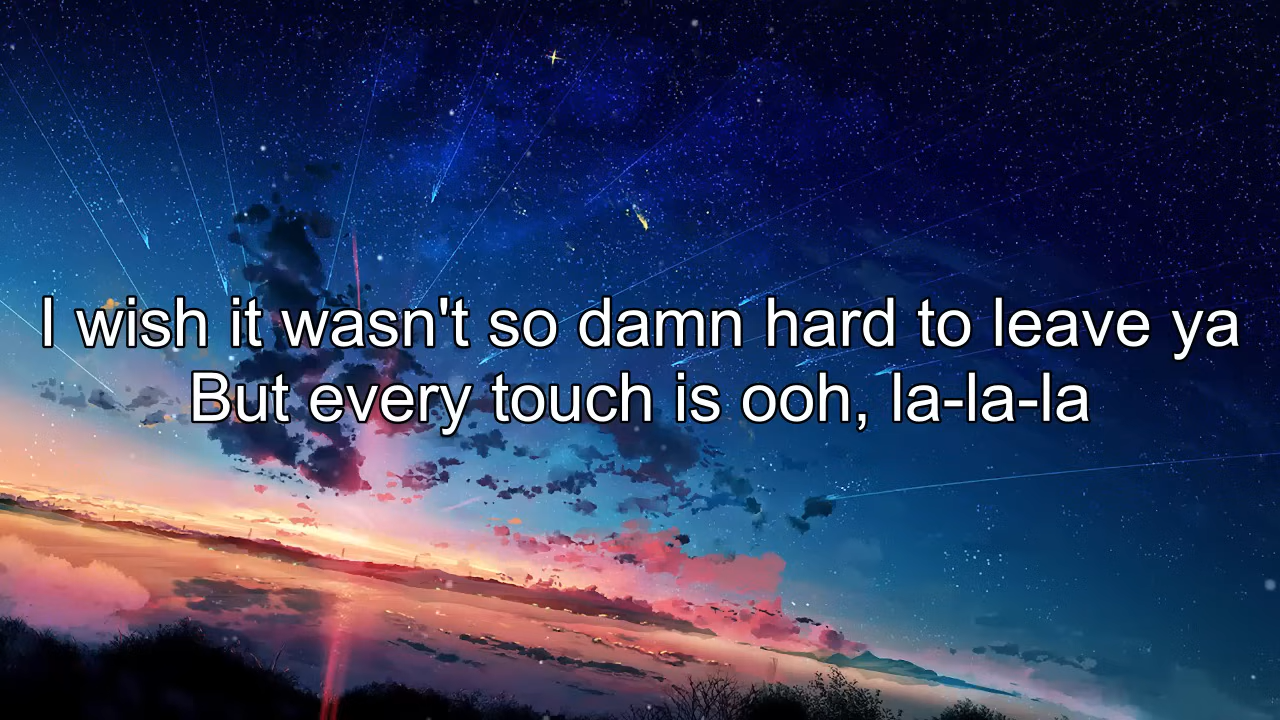 I wish it wasn't so damn hard to leave ya
But every touch is ooh, la-la-la